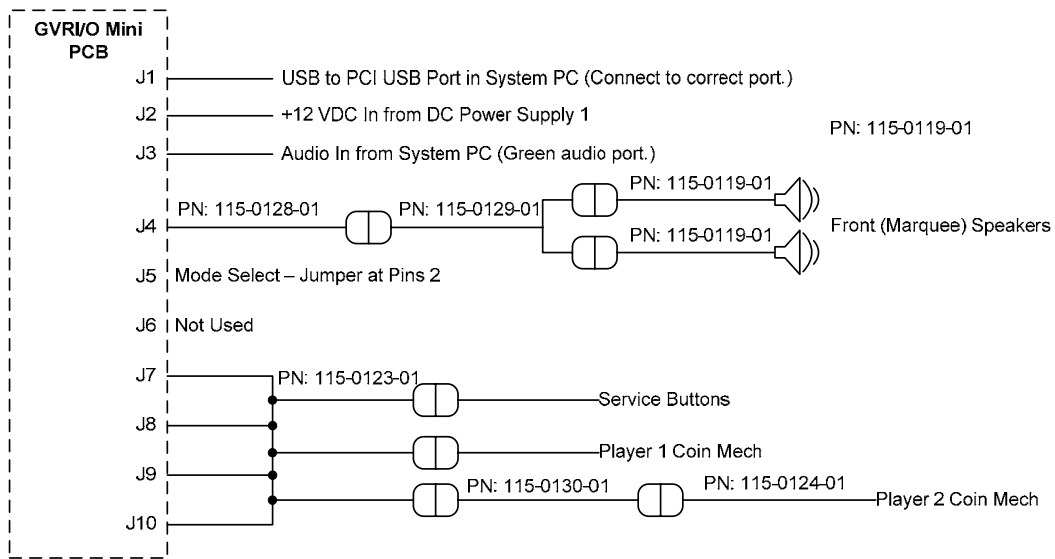 GVRI/O Mini
PCB
J1
USB to PCI USB Port in System PC (Connect to correct port.)
J2
+12 VDC In from DC Power Supply 1
PN: 115-0119-01
J3
Audio In from System PC (Green audio port.)
J4
PN: 115-0128-01
PN: 115-0129-01
PN: 115-0119-01
PN: 115-0119-01
Front (Marquee) Speakers
J5
Mode Select – Jumper at Pins 2
J6
Not Used
J7
PN: 115-0123-01
Service Buttons
J8
Player 1 Coin Mech
J9
PN: 115-0130-01
PN: 115-0124-01
Player 2 Coin Mech
J10